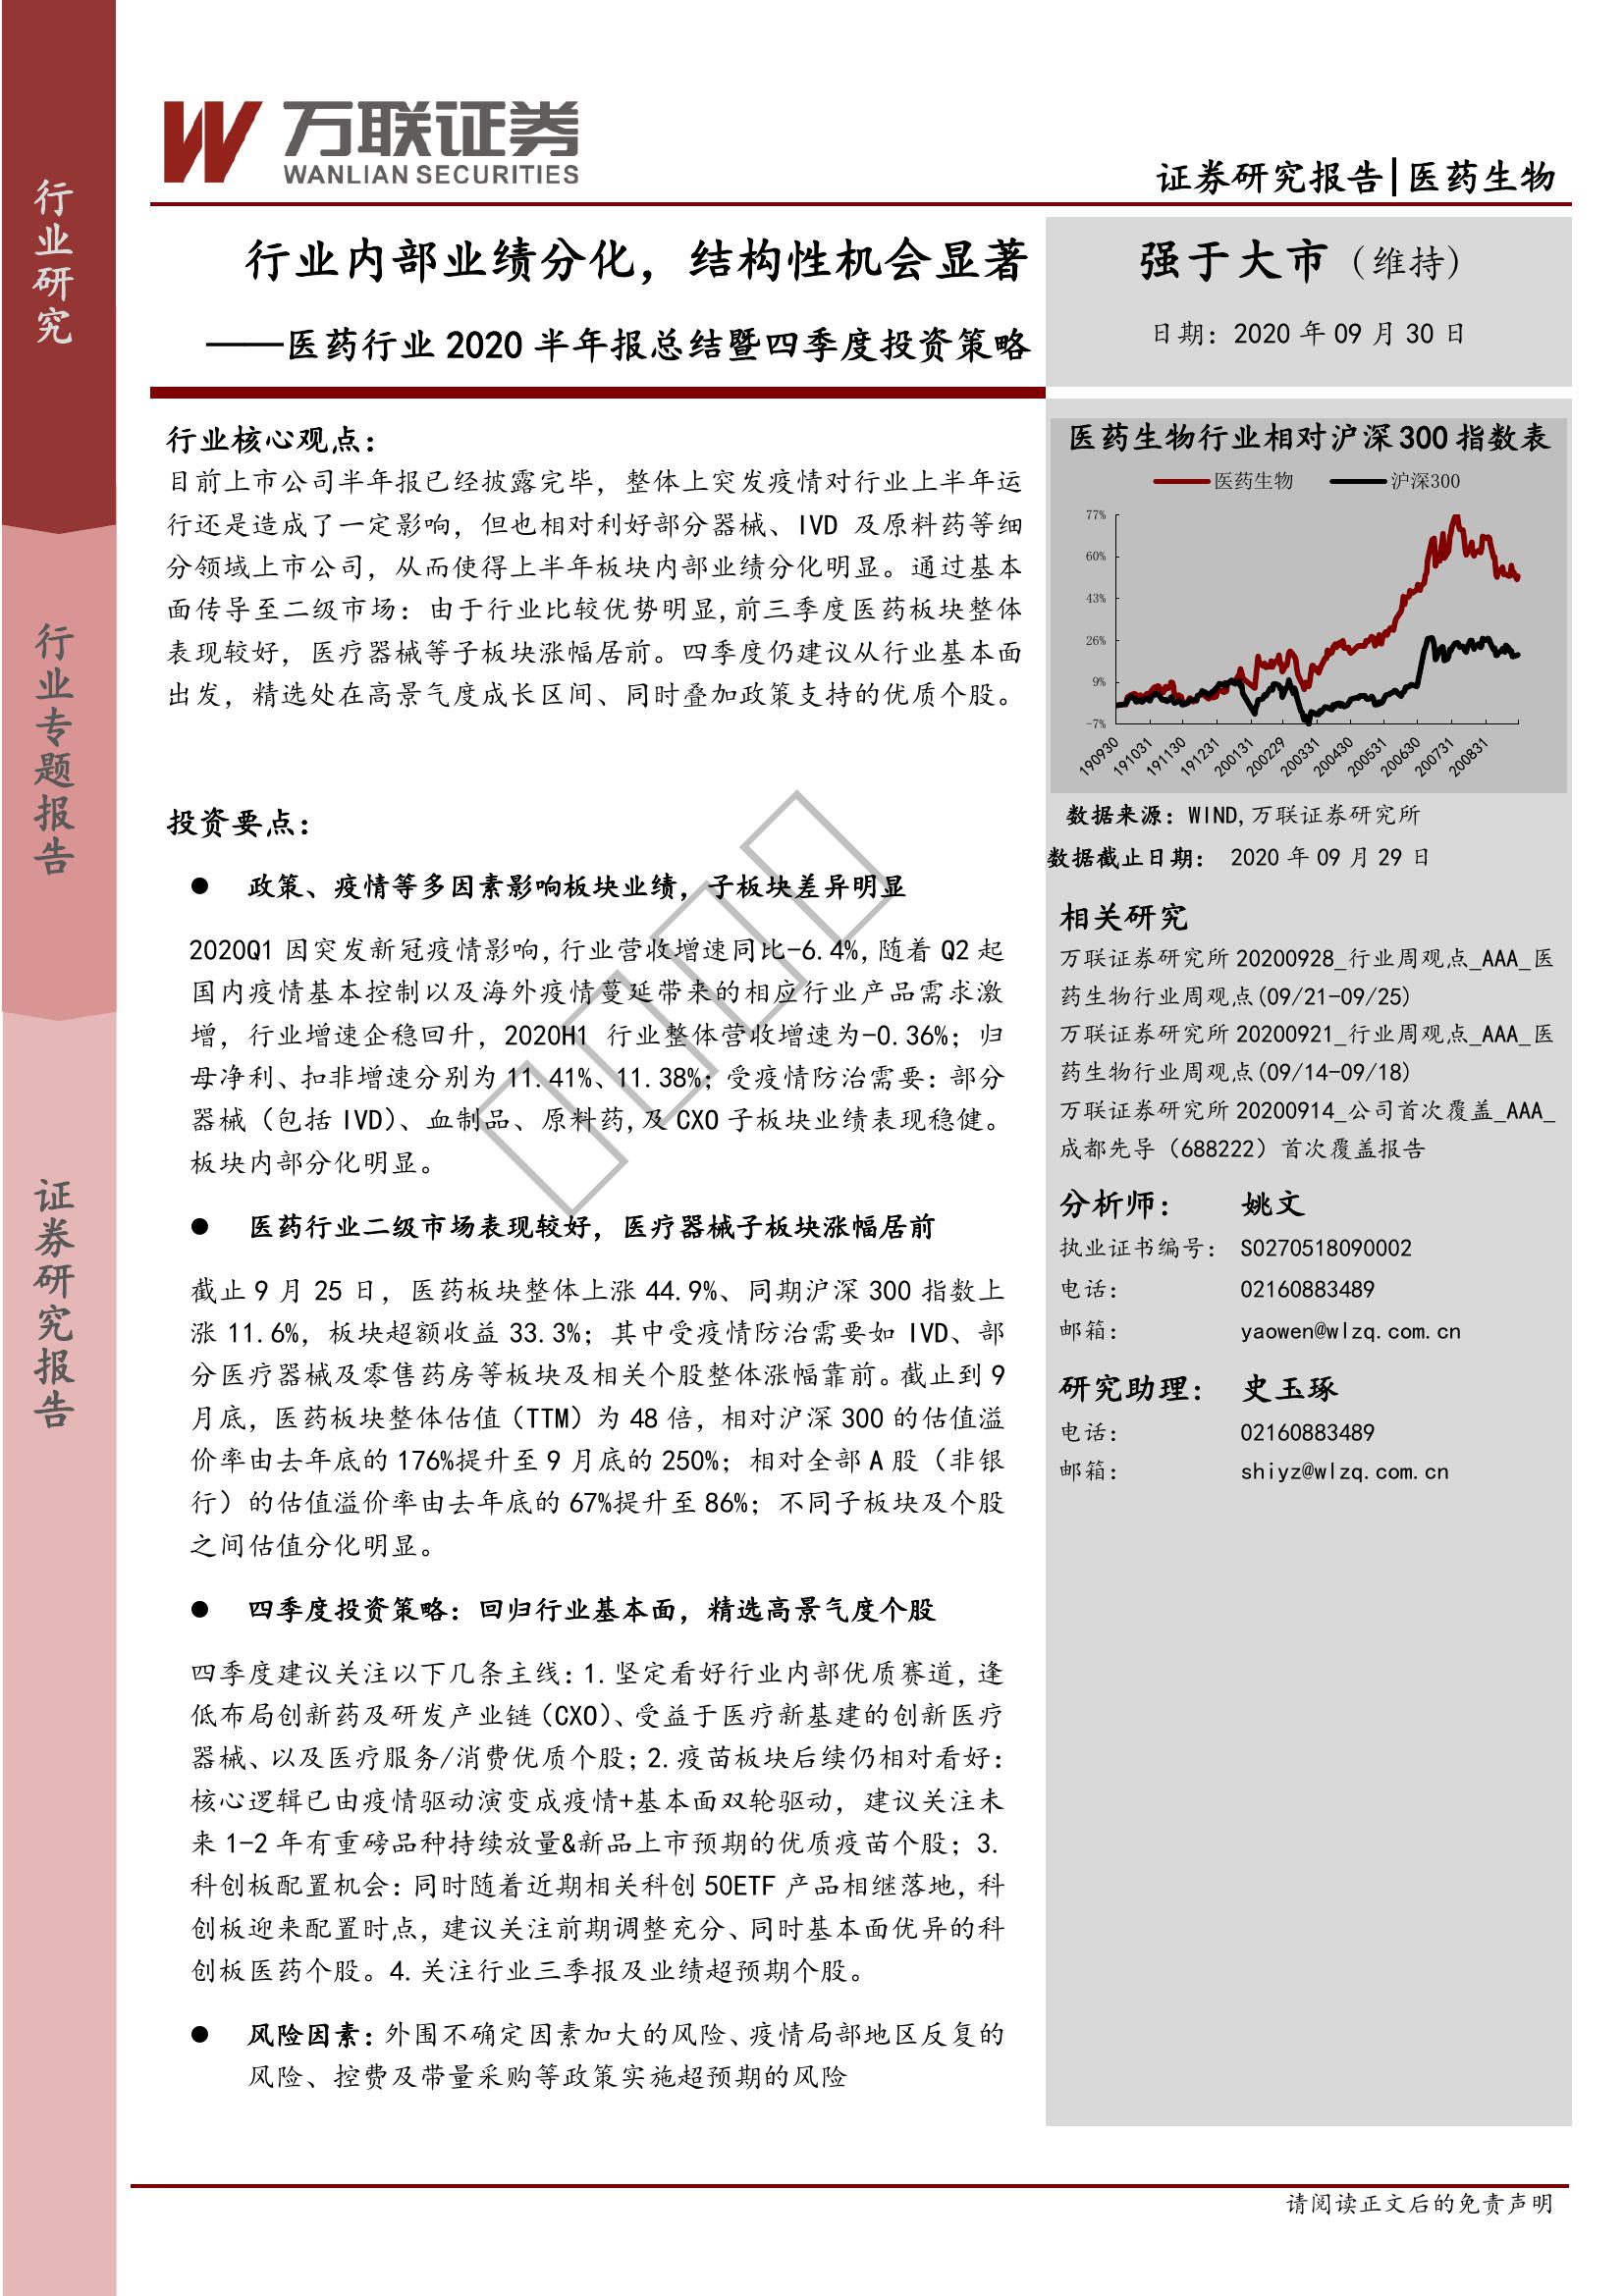 行业研究
行业专题报告
证券研究报告
万联证券
WANLIAN SECURITIES
证券研究报告|医药生物
行业内部业绩分化，结构性机会显著
——医药行业 2020 半年报总结暨四季度投资策略
强于大市（维持）
日期：2020 年 09 月 30 日
行业核心观点：
目前上市公司半年报已经披露完毕，整体上突发疫情对行业上半年运
行还是造成了一定影响，但也相对利好部分器械、IVD 及原料药等细
分领域上市公司，从而使得上半年板块内部业绩分化明显。通过基本
面传导至二级市场：由于行业比较优势明显,前三季度医药板块整体
表现较好，医疗器械等子板块涨幅居前。四季度仍建议从行业基本面
出发，精选处在高景气度成长区间、同时叠加政策支持的优质个股。
投资要点：
● 政策、疫情等多因素影响板块业绩，子板块差异明显
2020Q1 因突发新冠疫情影响,行业营收增速同比-6.4%,随着 Q2 起
国内疫情基本控制以及海外疫情蔓延带来的相应行业产品需求激
增，行业增速企稳回升，2020H1 行业整体营收增速为-0.36%；归
母净利、扣非增速分别为 11.41%、11.38%；受疫情防治需要：部分
器械（包括 IVD）、血制品、原料药,及 CXO 子板块业绩表现稳健。
板块内部分化明显。
● 医药行业二级市场表现较好，医疗器械子板块涨幅居前
截止 9 月 25 日，医药板块整体上涨 44.9%、同期沪深 300 指数上
涨 11.6%，板块超额收益 33.3%；其中受疫情防治需要如 IVD、部
分医疗器械及零售药房等板块及相关个股整体涨幅靠前。截止到 9
月底，医药板块整体估值（TTM）为 48 倍，相对沪深 300 的估值溢
价率由去年底的 176%提升至 9 月底的 250%；相对全部 A 股（非银
行）的估值溢价率由去年底的 67%提升至 86%；不同子板块及个股
之间估值分化明显。
● 四季度投资策略：回归行业基本面，精选高景气度个股
四季度建议关注以下几条主线：1.坚定看好行业内部优质赛道，逢
低布局创新药及研发产业链（CXO）、受益于医疗新基建的创新医疗
器械、以及医疗服务/消费优质个股；2.疫苗板块后续仍相对看好：
核心逻辑已由疫情驱动演变成疫情+基本面双轮驱动，建议关注未
来 1-2 年有重磅品种持续放量&新品上市预期的优质疫苗个股；3.
科创板配置机会：同时随着近期相关科创 50ETF 产品相继落地，科
创板迎来配置时点，建议关注前期调整充分、同时基本面优异的科
创板医药个股。4.关注行业三季报及业绩超预期个股。
● 风险因素：外围不确定因素加大的风险、疫情局部地区反复的
风险、控费及带量采购等政策实施超预期的风险
医药生物行业相对沪深 300 指数表
医药生物 沪深300
77%
60%
43%
26%
9%
-7%
190930 191031 191130 191231 200131 200229 200331 200430 200531 200630 200731 200831
数据来源：WIND,万联证券研究所
数据截止日期： 2020 年 09 月 29 日
相关研究
万联证券研究所 20200928_行业周观点_AAA_医
药生物行业周观点(09/21-09/25)
万联证券研究所 20200921_行业周观点_AAA_医
药生物行业周观点(09/14-09/18)
万联证券研究所 20200914_公司首次覆盖_AAA_
成都先导（688222）首次覆盖报告
分析师： 姚文
执业证书编号： S0270518090002
电话： 02160883489
邮箱： yaowen@wlzq.com.cn
研究助理： 史玉琢
电话： 02160883489
邮箱： shiyz@wlzq.com.cn
请阅读正文后的免责声明